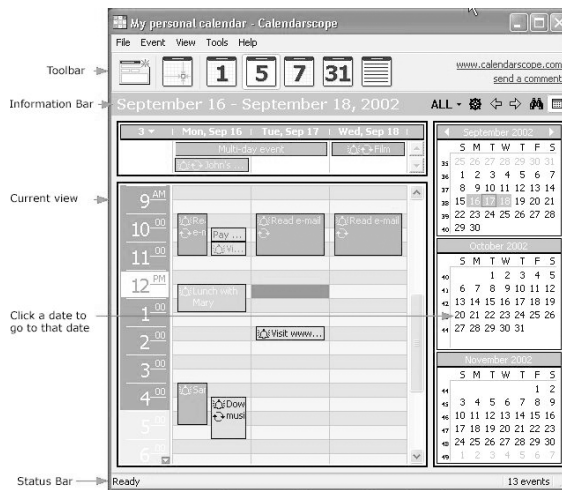 My personal calendar - Calendarscope
File Event View Tools Help
Toolbar
1 5 7 31
www.calendarscope.com
send a comment
Information Bar
September 16 - September 18, 2002
ALL
3 Mon, Sep 16 Tue, Sep 17 Wed, Sep 18
Multi-day event Film
John's ...
Current view
9 AM
10 00
11 00
12 PM
1 00
2 00
3 00
4 00
5 00
6 00
Read e-mail
Read e-mail
Pay ...
Vi...
Lunch with
Mary
Visit www...
Sa
Dow
musi
Click a date to
go to that date
September 2002
S M T W T F S
35 25 26 27 28 29 30 31
36 1 2 3 4 5 6 7
37 8 9 10 11 12 13 14
38 15 16 17 18 19 20 21
39 22 23 24 25 26 27 28
40 29 30
October 2002
S M T W T F S
40 1 2 3 4 5
41 6 7 8 9 10 11 12
42 13 14 15 16 17 18 19
43 20 21 22 23 24 25 26
44 27 28 29 30 31
November 2002
S M T W T F S
44 1 2
45 3 4 5 6 7 8 9
46 10 11 12 13 14 15 16
47 17 18 19 20 21 22 23
48 24 25 26 27 28 29 30
49 1 2 3 4 5 6 7
Status Bar
Ready
13 events